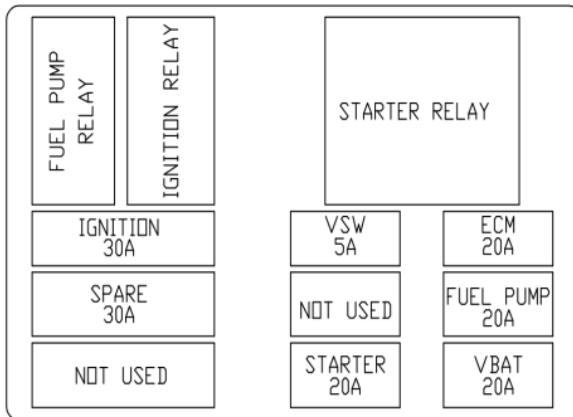 FUEL PUMP
RELAY
IGNITION RELAY
STARTER RELAY
IGNITION
30A
VSW
5A
ECM
20A
SPARE
30A
NOT USED
FUEL PUMP
20A
NOT USED
STARTER
20A
VBAT
20A